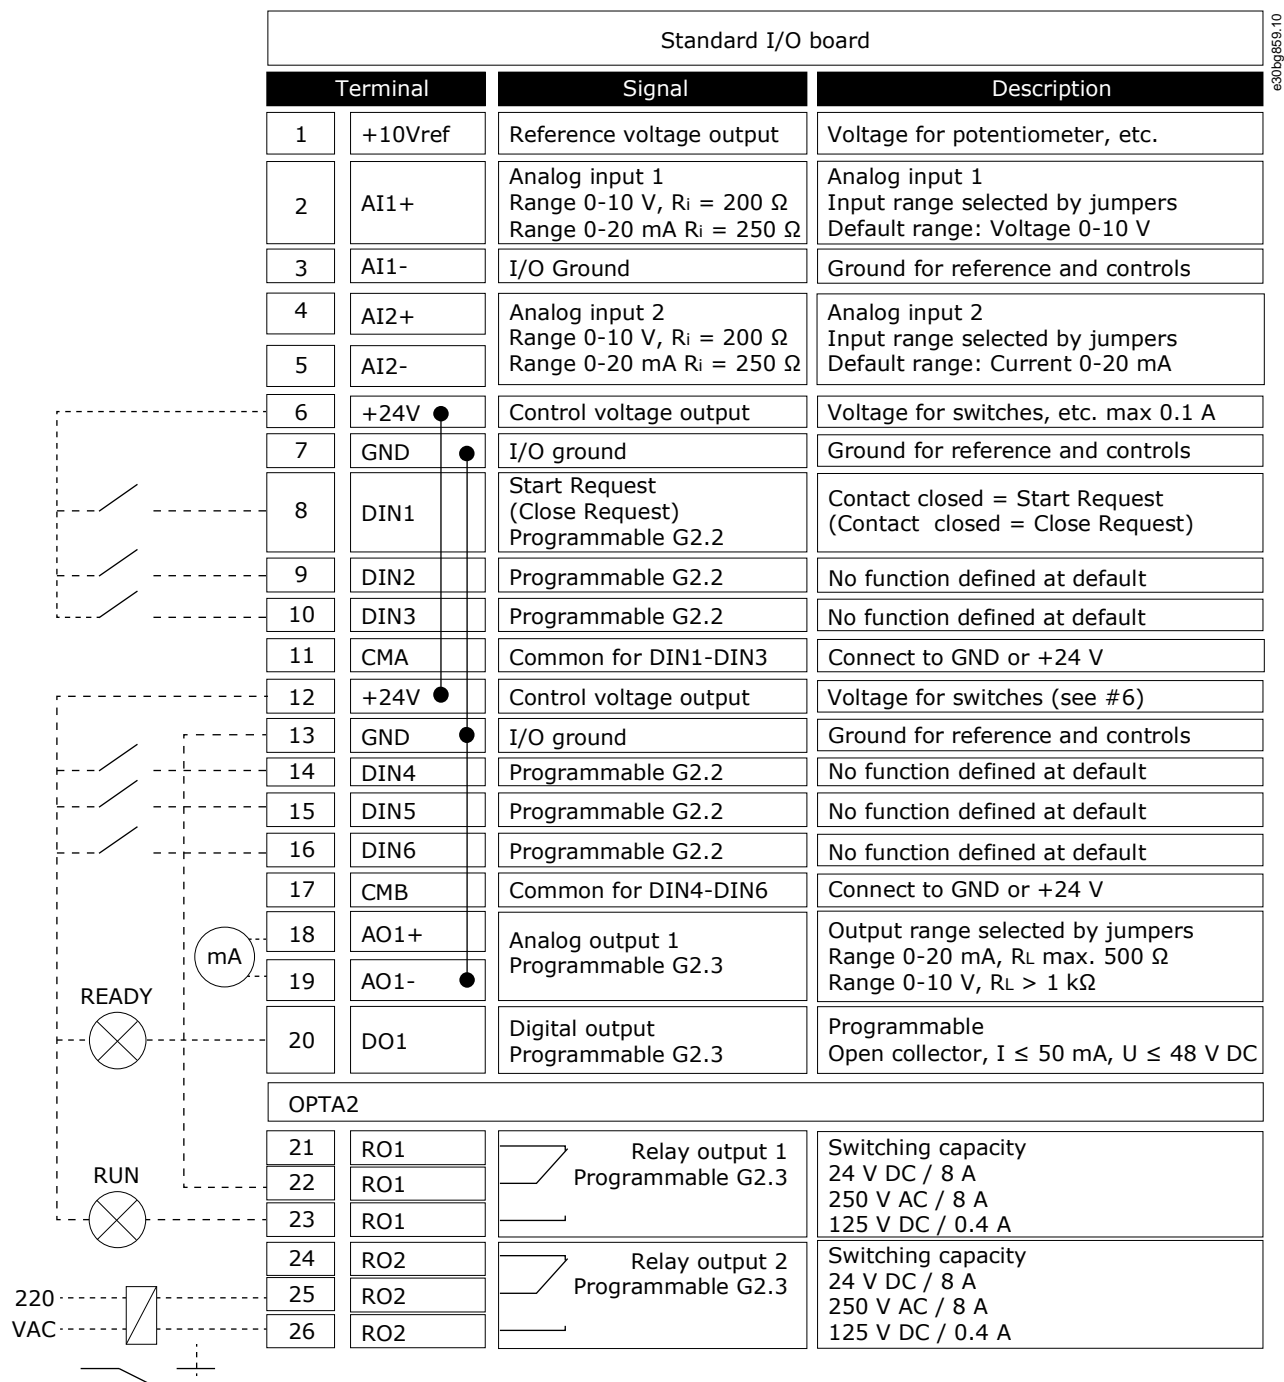 Standard I/O board
e30bg859.10
Terminal Signal Description
1 +10Vref Reference voltage output Voltage for potentiometer, etc.
2 AI1+
Analog input 1
Range 0-10 V, Ri = 200 Ω
Range 0-20 mA Ri = 250 Ω
Analog input 1
Input range selected by jumpers
Default range: Voltage 0-10 V
3 AI1- I/O Ground Ground for reference and controls
4 AI2+
5 AI2-
Analog input 2
Range 0-10 V, Ri = 200 Ω
Range 0-20 mA Ri = 250 Ω
Analog input 2
Input range selected by jumpers
Default range: Current 0-20 mA
6 +24V Control voltage output Voltage for switches, etc. max 0.1 A
7 GND I/O ground Ground for reference and controls
8 DIN1
Start Request
(Close Request)
Programmable G2.2
Contact closed = Start Request
(Contact closed = Close Request)
9 DIN2 Programmable G2.2 No function defined at default
10 DIN3 Programmable G2.2 No function defined at default
11 CMA Common for DIN1-DIN3 Connect to GND or +24 V
12 +24V Control voltage output Voltage for switches (see #6)
13 GND I/O ground Ground for reference and controls
14 DIN4 Programmable G2.2 No function defined at default
15 DIN5 Programmable G2.2 No function defined at default
16 DIN6 Programmable G2.2 No function defined at default
17 CMB Common for DIN4-DIN6 Connect to GND or +24 V
mA
18 AO1+
19 AO1-
Analog output 1
Programmable G2.3
Output range selected by jumpers
Range 0-20 mA, RL max. 500 Ω
Range 0-10 V, RL > 1 kΩ
READY
20 DO1
Digital output
Programmable G2.3
Programmable
Open collector, I ≤ 50 mA, U ≤ 48 V DC
OPTA2
RUN
21 RO1
22 RO1
23 RO1
Relay output 1
Programmable G2.3
Switching capacity
24 V DC / 8 A
250 V AC / 8 A
125 V DC / 0.4 A
220
VAC
24 RO2
25 RO2
26 RO2
Relay output 2
Programmable G2.3
Switching capacity
24 V DC / 8 A
250 V AC / 8 A
125 V DC / 0.4 A